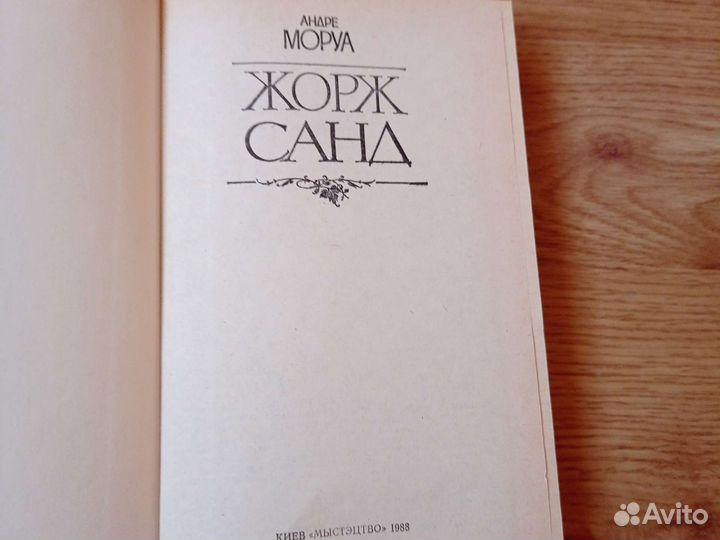 АНДРЕ
МОРУА
ЖОРЖ
САНД
КИЕВ «МЫСТЭЦТВО» 1988
Avito